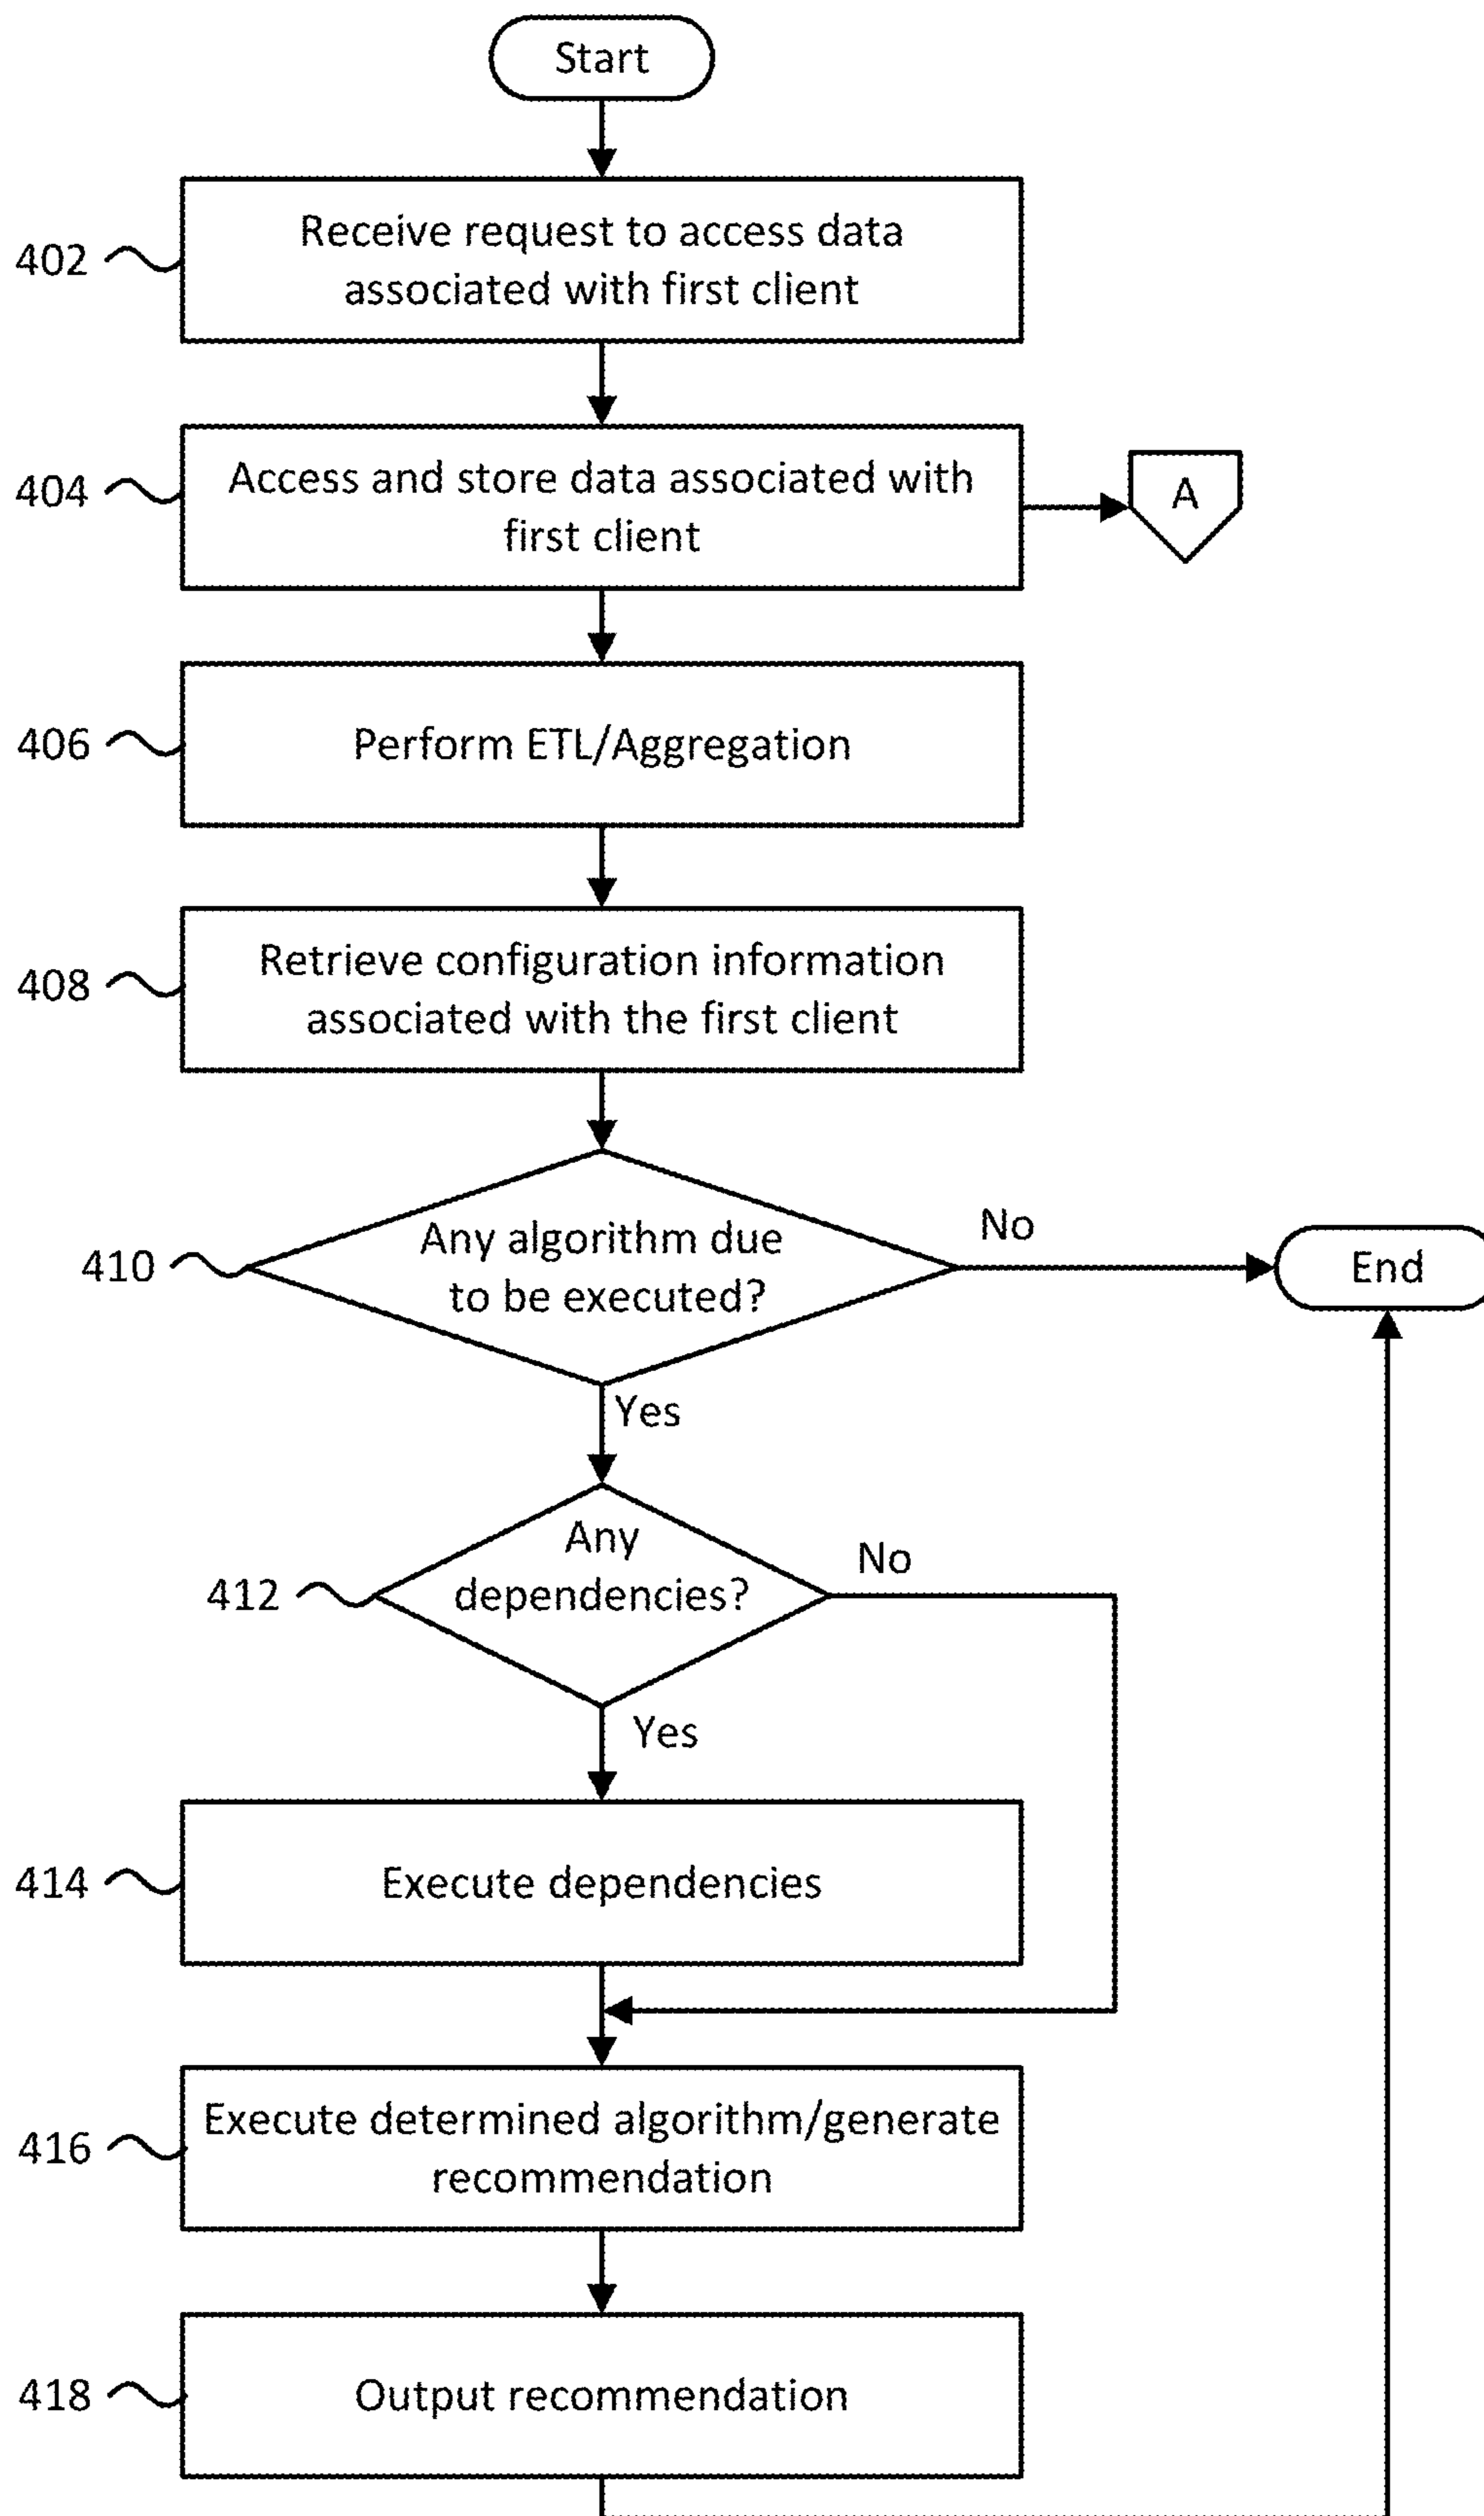 Start
402
Receive request to access data
associated with first client
404
Access and store data associated with
first client
A
406
Perform ETL/Aggregation
408
Retrieve configuration information
associated with the first client
410
Any algorithm due
to be executed?
No
End
Yes
412
Any
dependencies?
No
Yes
414
Execute dependencies
416
Execute determined algorithm/generate
recommendation
418
Output recommendation